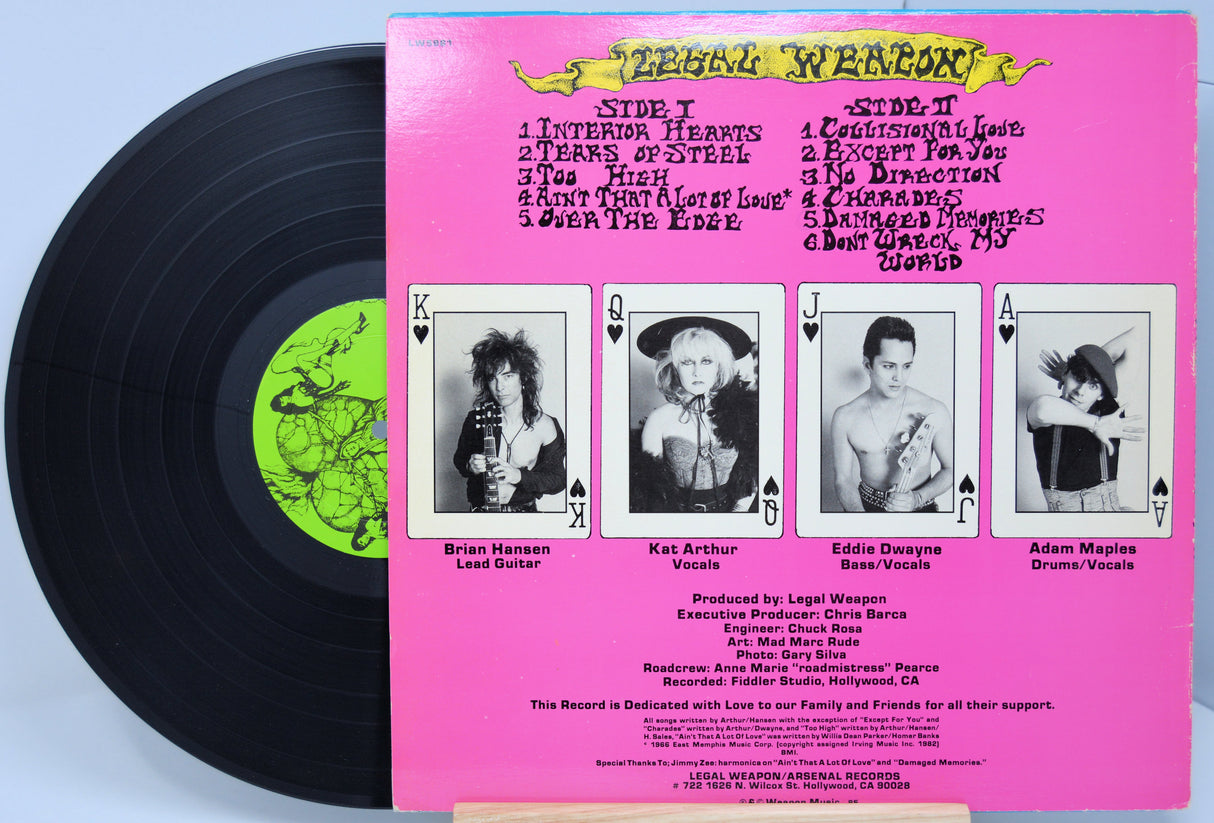 LW5881
LEGAL WEAPON
SIDE I
1. INTERIOR HEARTS
2. TEARS OF STEEL
3. TOO HIGH
4. AIN'T THAT A LOT OF LOVE*
5. OVER THE EDGE
SIDE II
1. COLLISIONAL LOVE
2. EXCEPT FOR YOU
3. NO DIRECTION
4. CHARADES
5. DAMAGED MEMORIES
6. DONT WRECK MY
WORLD
K
K
Q
Q
J
J
A
A
Brian Hansen
Lead Guitar
Kat Arthur
Vocals
Eddie Dwayne
Bass/Vocals
Adam Maples
Drums/Vocals
Produced by: Legal Weapon
Executive Producer: Chris Barca
Engineer: Chuck Rosa
Art: Mad Marc Rude
Photo: Gary Silva
Roadcrew: Anne Marie "roadmistress" Pearce
Recorded: Fiddler Studio, Hollywood, CA
This Record is Dedicated with Love to our Family and Friends for all their support.
All songs written by Arthur/Hansen with the exception of "Except For You" and
"Charades" written by Arthur/Dwayne, and "Too High" written by Arthur/Hansen/
H. Sales, "Ain't That A Lot Of Love" was written by Willis Dean Parker/Homer Banks
* 1966 East Memphis Music Corp. (copyright assigned Irving Music Inc. 1982)
BMI.
Special Thanks To; Jimmy Zee: harmonica on "Ain't That A Lot Of Love" and "Damaged Memories."
LEGAL WEAPON/ARSENAL RECORDS
# 722 1626 N. Wilcox St. Hollywood, CA 90028
℗ & © Weapon Music 85